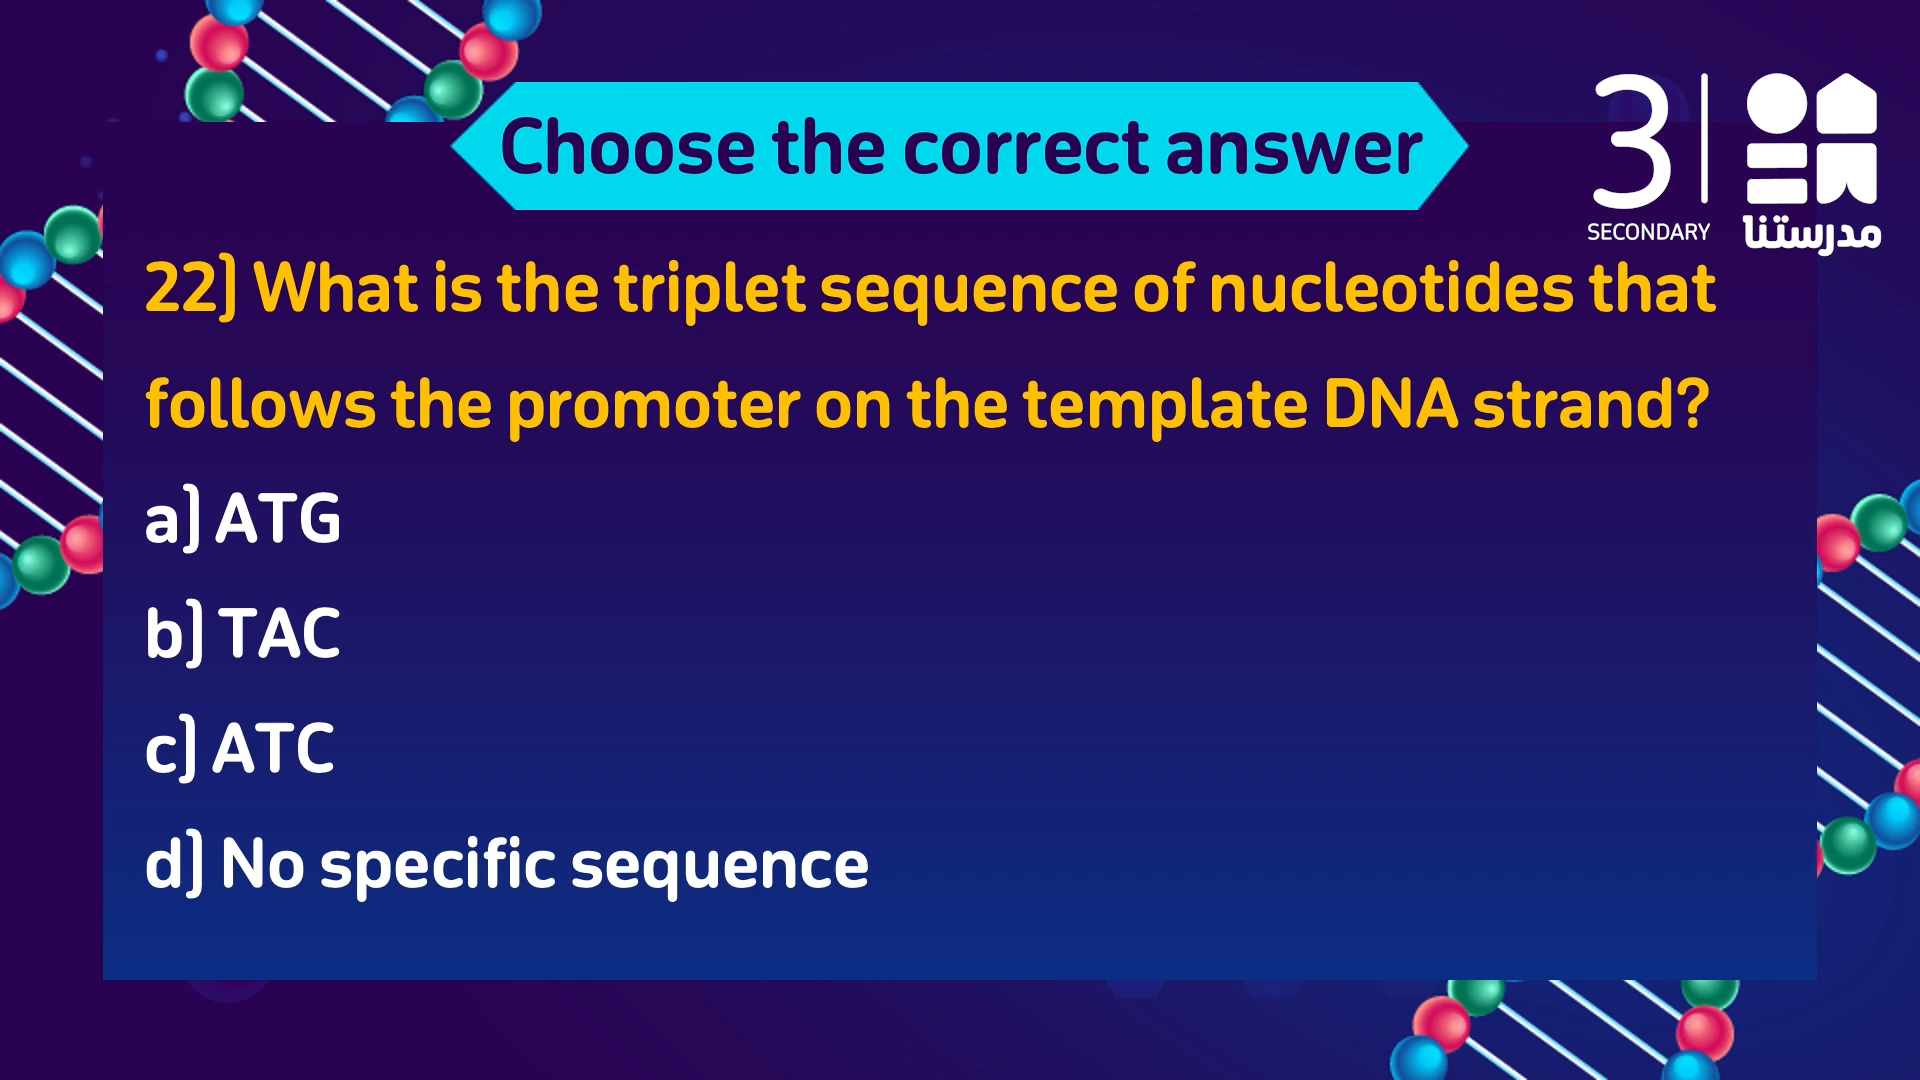 Choose the correct answer
3
SECONDARY
مدرستنا
22) What is the triplet sequence of nucleotides that
follows the promoter on the template DNA strand?
a) ATG
b) TAC
c) ATC
d) No specific sequence